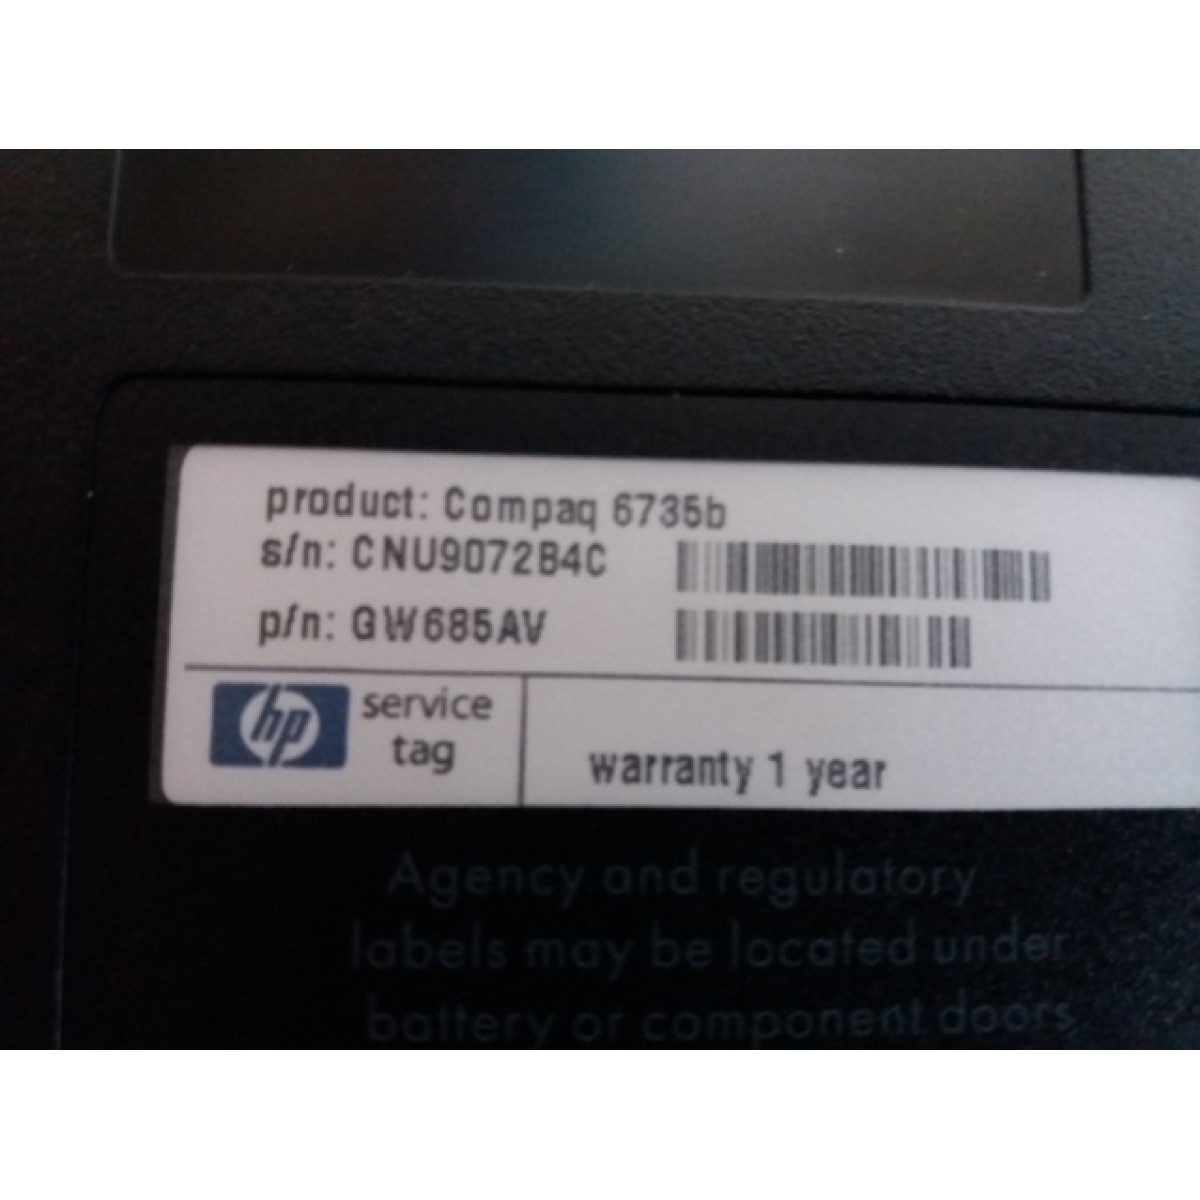 product: Compaq 6735b
s/n: CNU9072B4C
p/n: GW685AV
hp
service
tag
warranty 1 year
Agency and regulatory
labels may be located under
battery or component doors